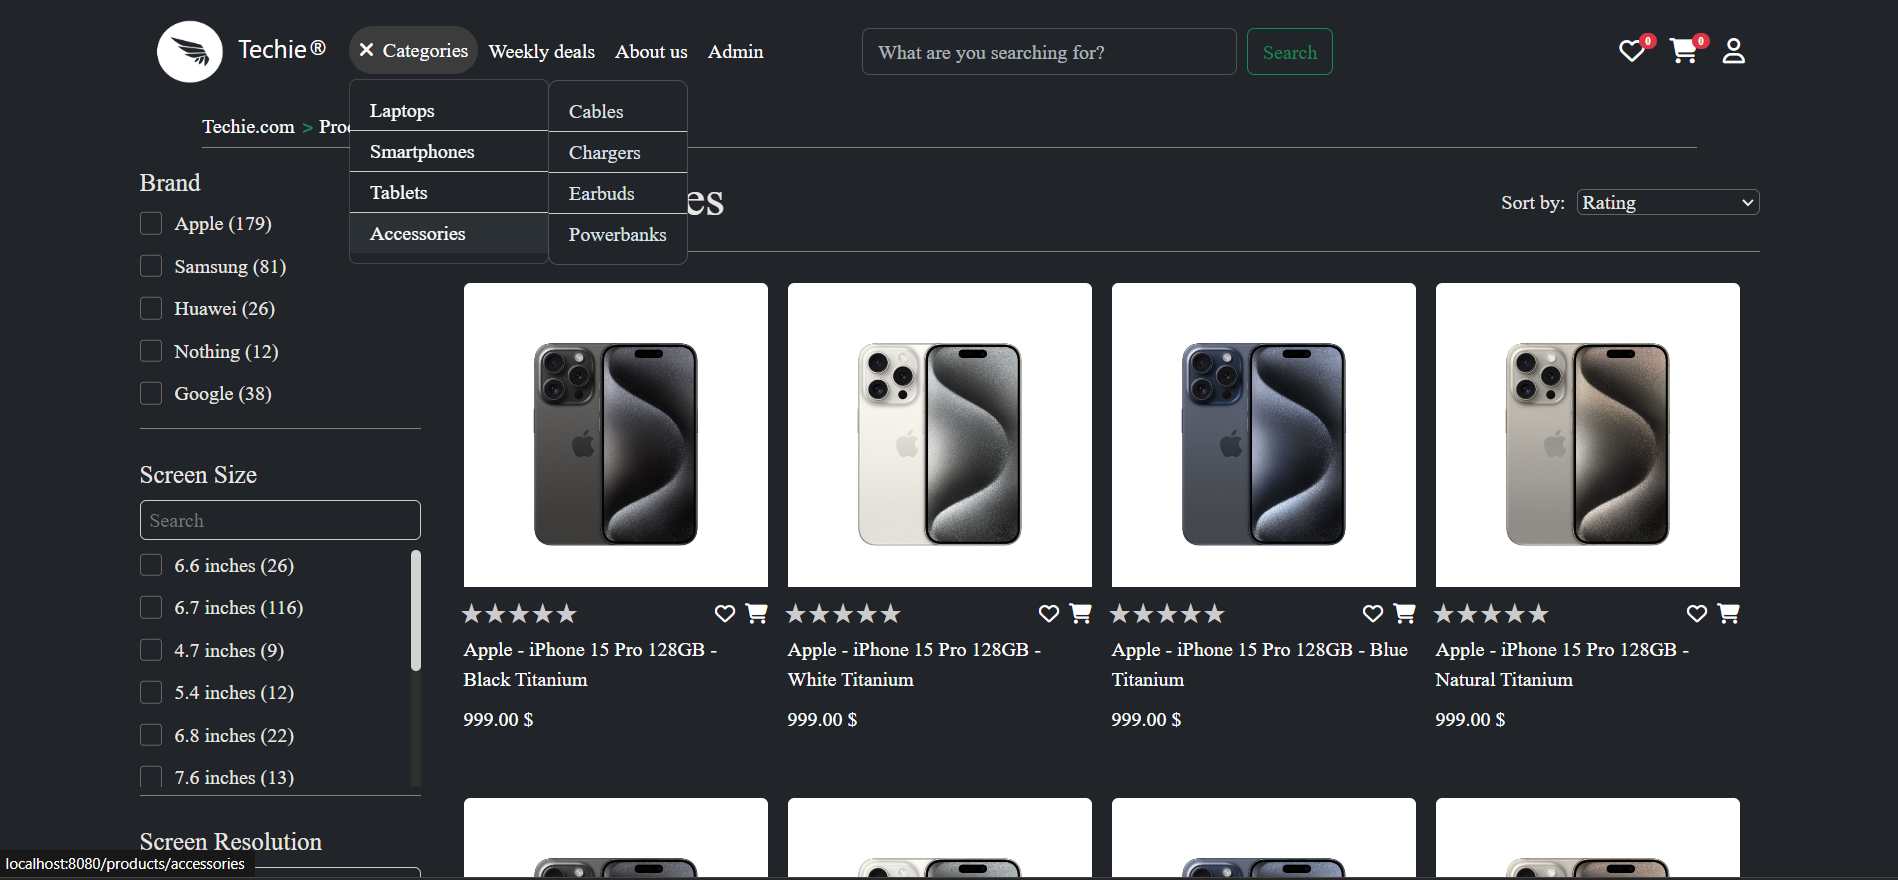 Techie®
Categories
Weekly deals
About us
Admin
What are you searching for?
Search
0
0
Laptops
Smartphones
Tablets
Accessories
Cables
Chargers
Earbuds
Powerbanks
Techie.com > Proc
es
Sort by: Rating
Brand
Apple (179)
Samsung (81)
Huawei (26)
Nothing (12)
Google (38)
Screen Size
Search
6.6 inches (26)
6.7 inches (116)
4.7 inches (9)
5.4 inches (12)
6.8 inches (22)
7.6 inches (13)
Screen Resolution
Apple - iPhone 15 Pro 128GB -
Black Titanium
999.00 $
Apple - iPhone 15 Pro 128GB -
White Titanium
999.00 $
Apple - iPhone 15 Pro 128GB - Blue
Titanium
999.00 $
Apple - iPhone 15 Pro 128GB -
Natural Titanium
999.00 $
localhost:8080/products/accessories